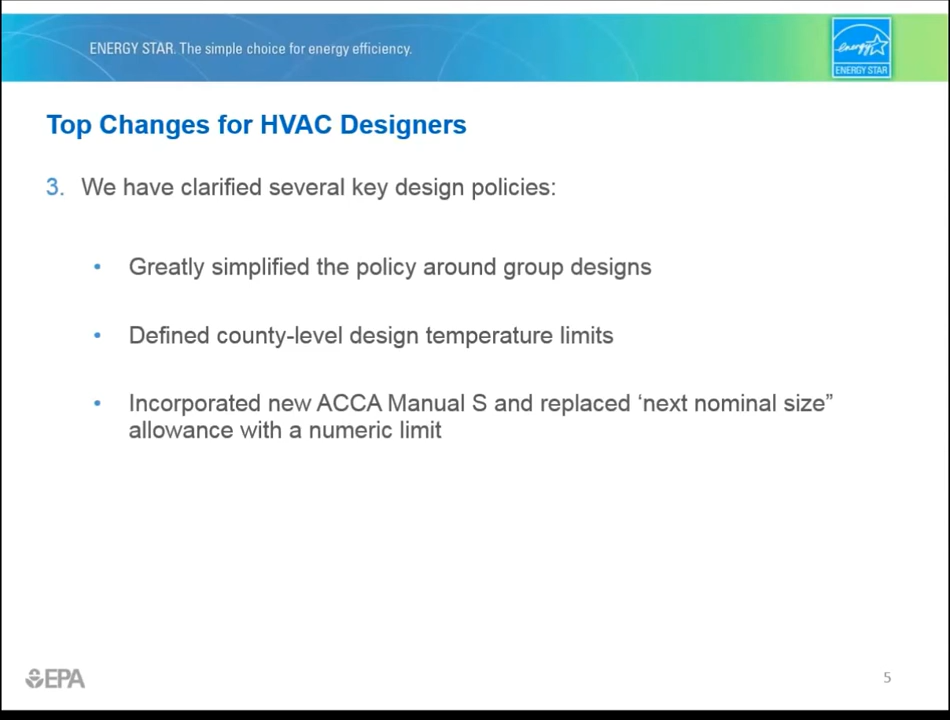 ENERGY STAR. The simple choice for energy efficiency.
energy
ENERGY STAR
Top Changes for HVAC Designers
3. We have clarified several key design policies:
• Greatly simplified the policy around group designs
• Defined county-level design temperature limits
• Incorporated new ACCA Manual S and replaced ‘next nominal size”
allowance with a numeric limit
EPA
5